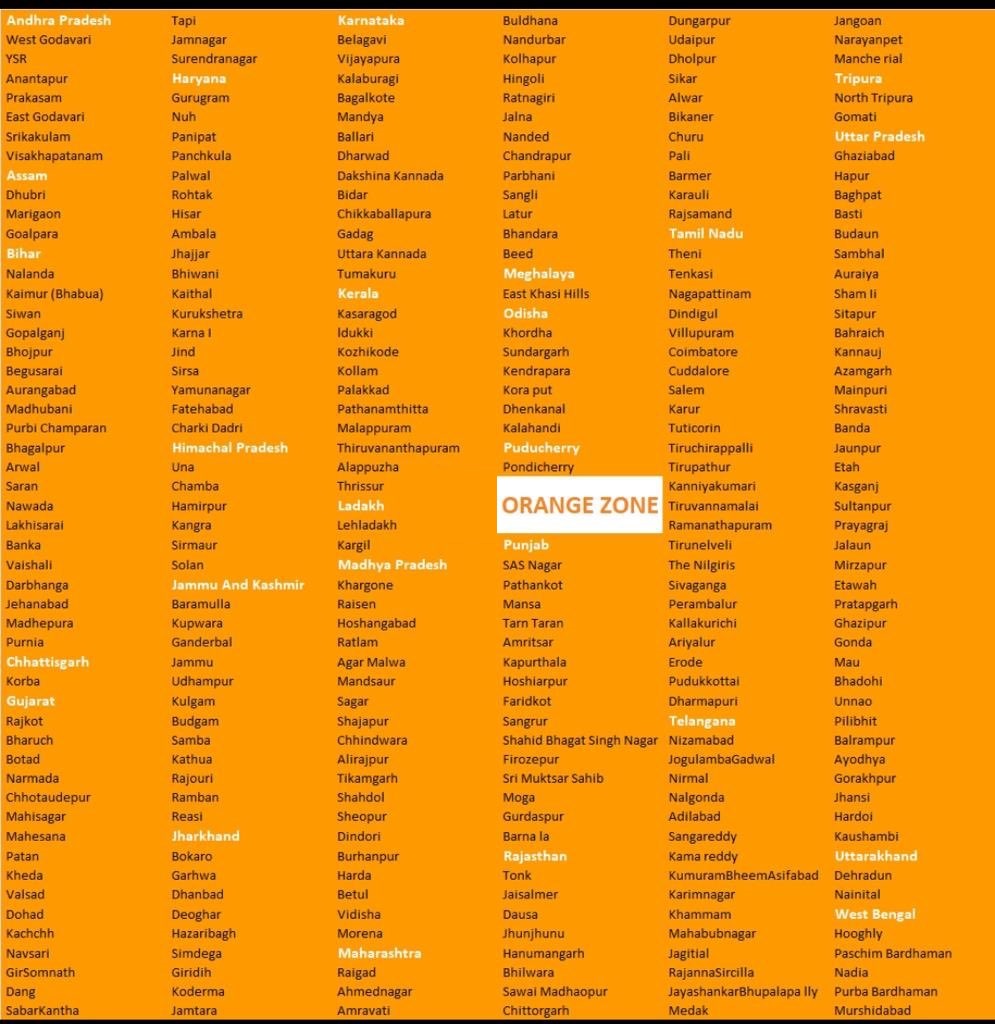 Andhra Pradesh
West Godavari
YSR
Anantapur
Prakasam
East Godavari
Srikakulam
Visakhapatanam
Assam
Dhubri
Marigaon
Goalpara
Bihar
Nalanda
Kaimur (Bhabua)
Siwan
Gopalganj
Bhojpur
Begusarai
Aurangabad
Madhubani
Purbi Champaran
Bhagalpur
Arwal
Saran
Nawada
Lakhisarai
Banka
Vaishali
Darbhanga
Jehanabad
Madhepura
Purnia
Chhattisgarh
Korba
Gujarat
Rajkot
Bharuch
Botad
Narmada
Chhotaudepur
Mahisagar
Mahesana
Patan
Kheda
Valsad
Dohad
Kachchh
Navsari
GirSomnath
Dang
SabarKantha
Tapi
Jamnagar
Surendranagar
Haryana
Gurugram
Nuh
Panipat
Panchkula
Palwal
Rohtak
Hisar
Ambala
Jhajjar
Bhiwani
Kaithal
Kurukshetra
Karna l
Jind
Sirsa
Yamunanagar
Fatehabad
Charki Dadri
Himachal Pradesh
Una
Chamba
Hamirpur
Kangra
Sirmaur
Solan
Jammu And Kashmir
Baramulla
Kupwara
Ganderbal
Jammu
Udhampur
Kulgam
Budgam
Samba
Kathua
Rajouri
Ramban
Reasi
Jharkhand
Bokaro
Garhwa
Dhanbad
Deoghar
Hazaribagh
Simdega
Giridih
Koderma
Jamtara
Karnataka
Belagavi
Vijayapura
Kalaburagi
Bagalkote
Mandya
Ballari
Dharwad
Dakshina Kannada
Bidar
Chikkaballapura
Gadag
Uttara Kannada
Tumakuru
Kerala
Kasaragod
ldukki
Kozhikode
Kollam
Palakkad
Pathanamthitta
Malappuram
Thiruvananthapuram
Alappuzha
Thrissur
Ladakh
Lehladakh
Kargil
Madhya Pradesh
Khargone
Raisen
Hoshangabad
Ratlam
Agar Malwa
Mandsaur
Sagar
Shajapur
Chhindwara
Alirajpur
Tikamgarh
Shahdol
Sheopur
Dindori
Burhanpur
Harda
Betul
Vidisha
Morena
Maharashtra
Raigad
Ahmednagar
Amravati
Buldhana
Nandurbar
Kolhapur
Hingoli
Ratnagiri
Jalna
Nanded
Chandrapur
Parbhani
Sangli
Latur
Bhandara
Beed
Meghalaya
East Khasi Hills
Odisha
Khordha
Sundargarh
Kendrapara
Kora put
Dhenkanal
Kalahandi
Puducherry
Pondicherry
ORANGE ZONE
Punjab
SAS Nagar
Pathankot
Mansa
Tarn Taran
Amritsar
Kapurthala
Hoshiarpur
Faridkot
Sangrur
Shahid Bhagat Singh Nagar
Firozepur
Sri Muktsar Sahib
Moga
Gurdaspur
Barna la
Rajasthan
Tonk
Jaisalmer
Dausa
Jhunjhunu
Hanumangarh
Bhilwara
Sawai Madhaopur
Chittorgarh
Dungarpur
Udaipur
Dholpur
Sikar
Alwar
Bikaner
Churu
Pali
Barmer
Karauli
Rajsamand
Tamil Nadu
Theni
Tenkasi
Nagapattinam
Dindigul
Villupuram
Coimbatore
Cuddalore
Salem
Karur
Tuticorin
Tiruchirappalli
Tirupathur
Kanniyakumari
Tiruvannamalai
Ramanathapuram
Tirunelveli
The Nilgiris
Sivaganga
Perambalur
Kallakurichi
Ariyalur
Erode
Pudukkottai
Dharmapuri
Telangana
Nizamabad
JogulambaGadwal
Nirmal
Nalgonda
Adilabad
Sangareddy
Kama reddy
KumuramBheemAsifabad
Karimnagar
Khammam
Mahabubnagar
Jagitial
RajannaSircilla
JayashankarBhupalapa lly
Medak
Jangoan
Narayanpet
Manche rial
Tripura
North Tripura
Gomati
Uttar Pradesh
Ghaziabad
Hapur
Baghpat
Basti
Budaun
Sambhal
Auraiya
Sham li
Sitapur
Bahraich
Kannauj
Azamgarh
Mainpuri
Shravasti
Banda
Jaunpur
Etah
Kasganj
Sultanpur
Prayagraj
Jalaun
Mirzapur
Etawah
Pratapgarh
Ghazipur
Gonda
Mau
Bhadohi
Unnao
Pilibhit
Balrampur
Ayodhya
Gorakhpur
Jhansi
Hardoi
Kaushambi
Uttarakhand
Dehradun
Nainital
West Bengal
Hooghly
Paschim Bardhaman
Nadia
Purba Bardhaman
Murshidabad